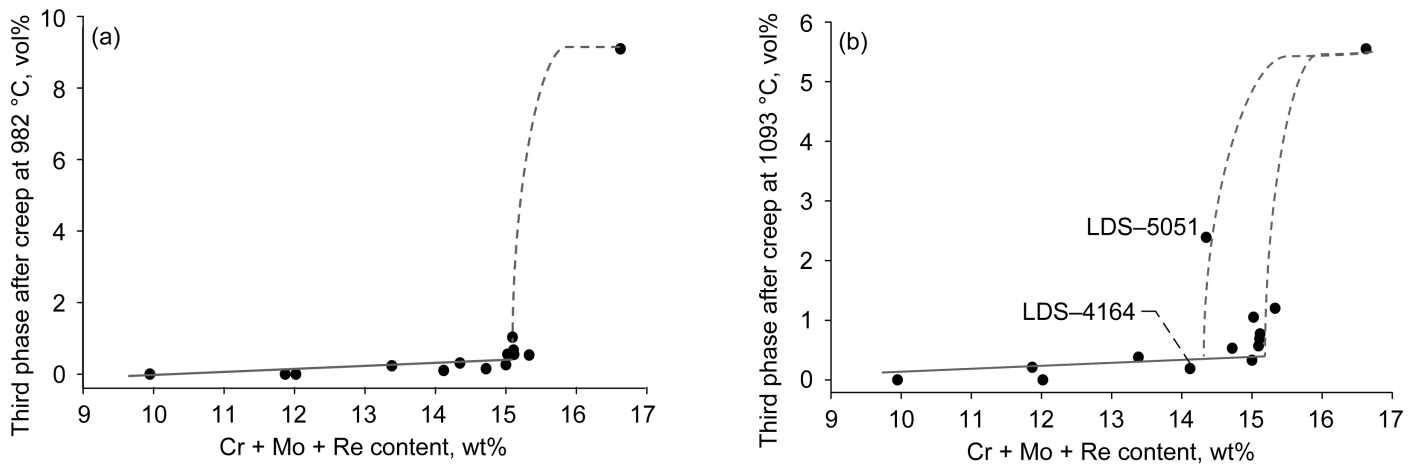 (a)
Third phase after creep at 982 °C, vol%
10
8
6
4
2
0
9 10 11 12 13 14 15 16 17
Cr + Mo + Re content, wt%
(b)
Third phase after creep at 1093 °C, vol%
6
5
4
3
2
1
0
LDS–5051
LDS–4164
9 10 11 12 13 14 15 16 17
Cr + Mo + Re content, wt%